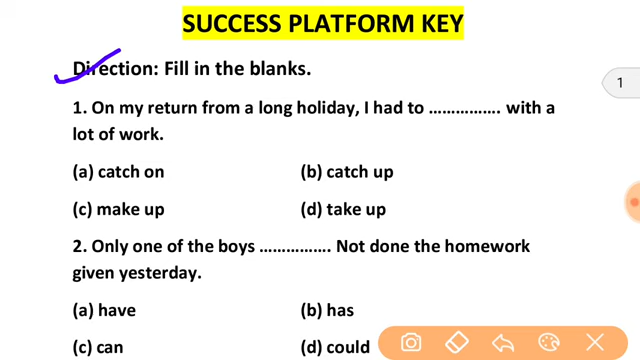 SUCCESS PLATFORM KEY
Direction: Fill in the blanks.
1
1. On my return from a long holiday, I had to ................ with a
lot of work.
(a) catch on (b) catch up
(c) make up (d) take up
2. Only one of the boys ................ Not done the homework
given yesterday.
(a) have (b) has
(c) can (d) could